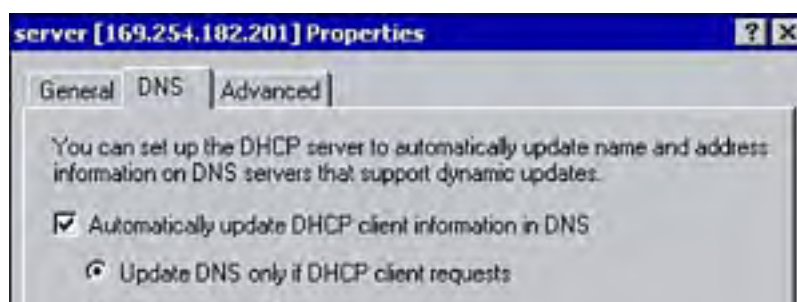 server [169.254.182.201] Properties
General DNS Advanced
You can set up the DHCP server to automatically update name and address
information on DNS servers that support dynamic updates.
Automatically update DHCP client information in DNS
Update DNS only if DHCP client requests